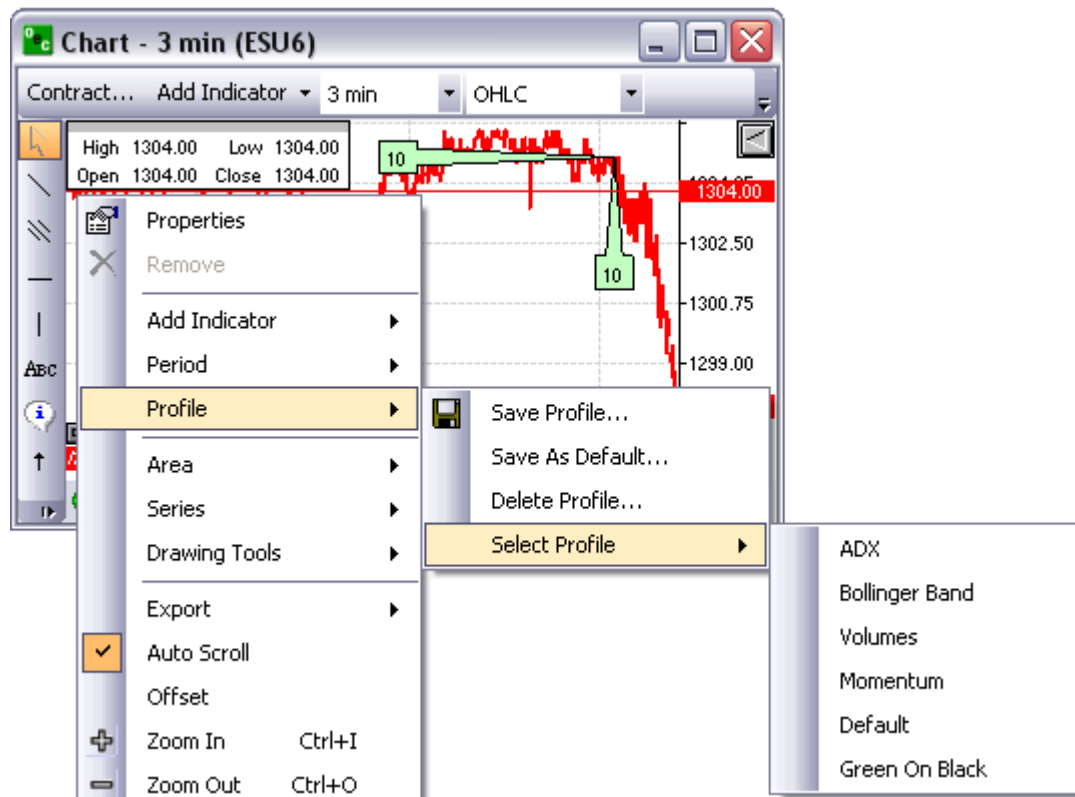 Oec Chart - 3 min (ESU6)
Contract... Add Indicator 3 min OHLC
High 1304.00 Low 1304.00
Open 1304.00 Close 1304.00
10
10
1304.00
1302.50
1300.75
1299.00
ABC
Properties
Remove
Add Indicator
Period
Profile
Area
Series
Drawing Tools
Export
Auto Scroll
Offset
Zoom In Ctrl+I
Zoom Out Ctrl+O
Save Profile...
Save As Default...
Delete Profile...
Select Profile
ADX
Bollinger Band
Volumes
Momentum
Default
Green On Black